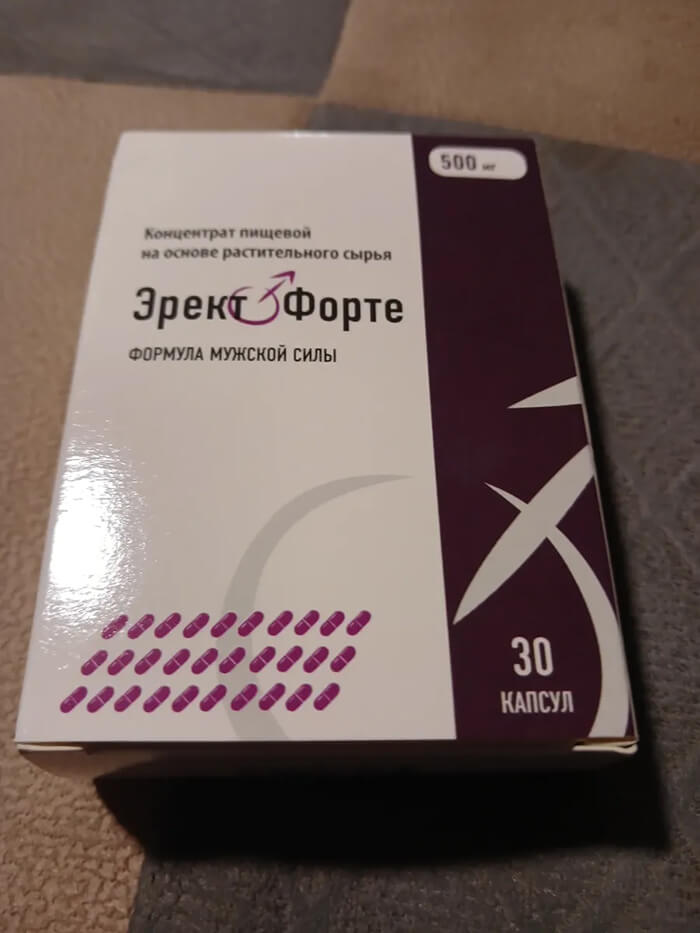 500 мг
Концентрат пищевой
на основе растительного сырья
Эрект Форте
ФОРМУЛА МУЖСКОЙ СИЛЫ
30
КАПСУЛ